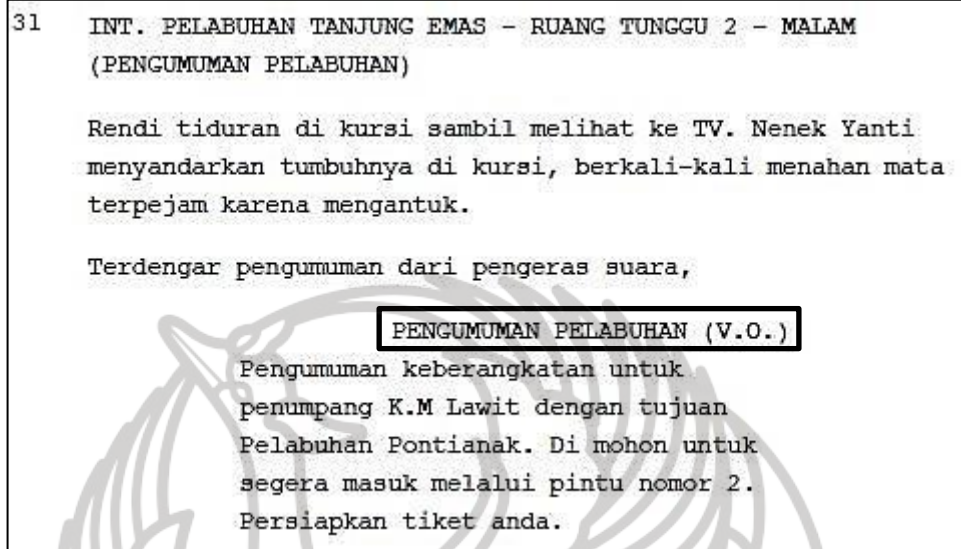 31 INT. PELABUHAN TANJUNG EMAS – RUANG TUNGGU 2 – MALAM
(PENGUMUMAN PELABUHAN)
Rendi tiduran di kursi sambil melihat ke TV. Nenek Yanti
menyandarkan tumbuhnya di kursi, berkali-kali menahan mata
terpejam karena mengantuk.
Terdengar pengumuman dari pengeras suara,
PENGUMUMAN PELABUHAN (V.O.)
Pengumuman keberangkatan untuk
penumpang K.M Lawit dengan tujuan
Pelabuhan Pontianak. Di mohon untuk
segera masuk melalui pintu nomor 2.
Persiapkan tiket anda.